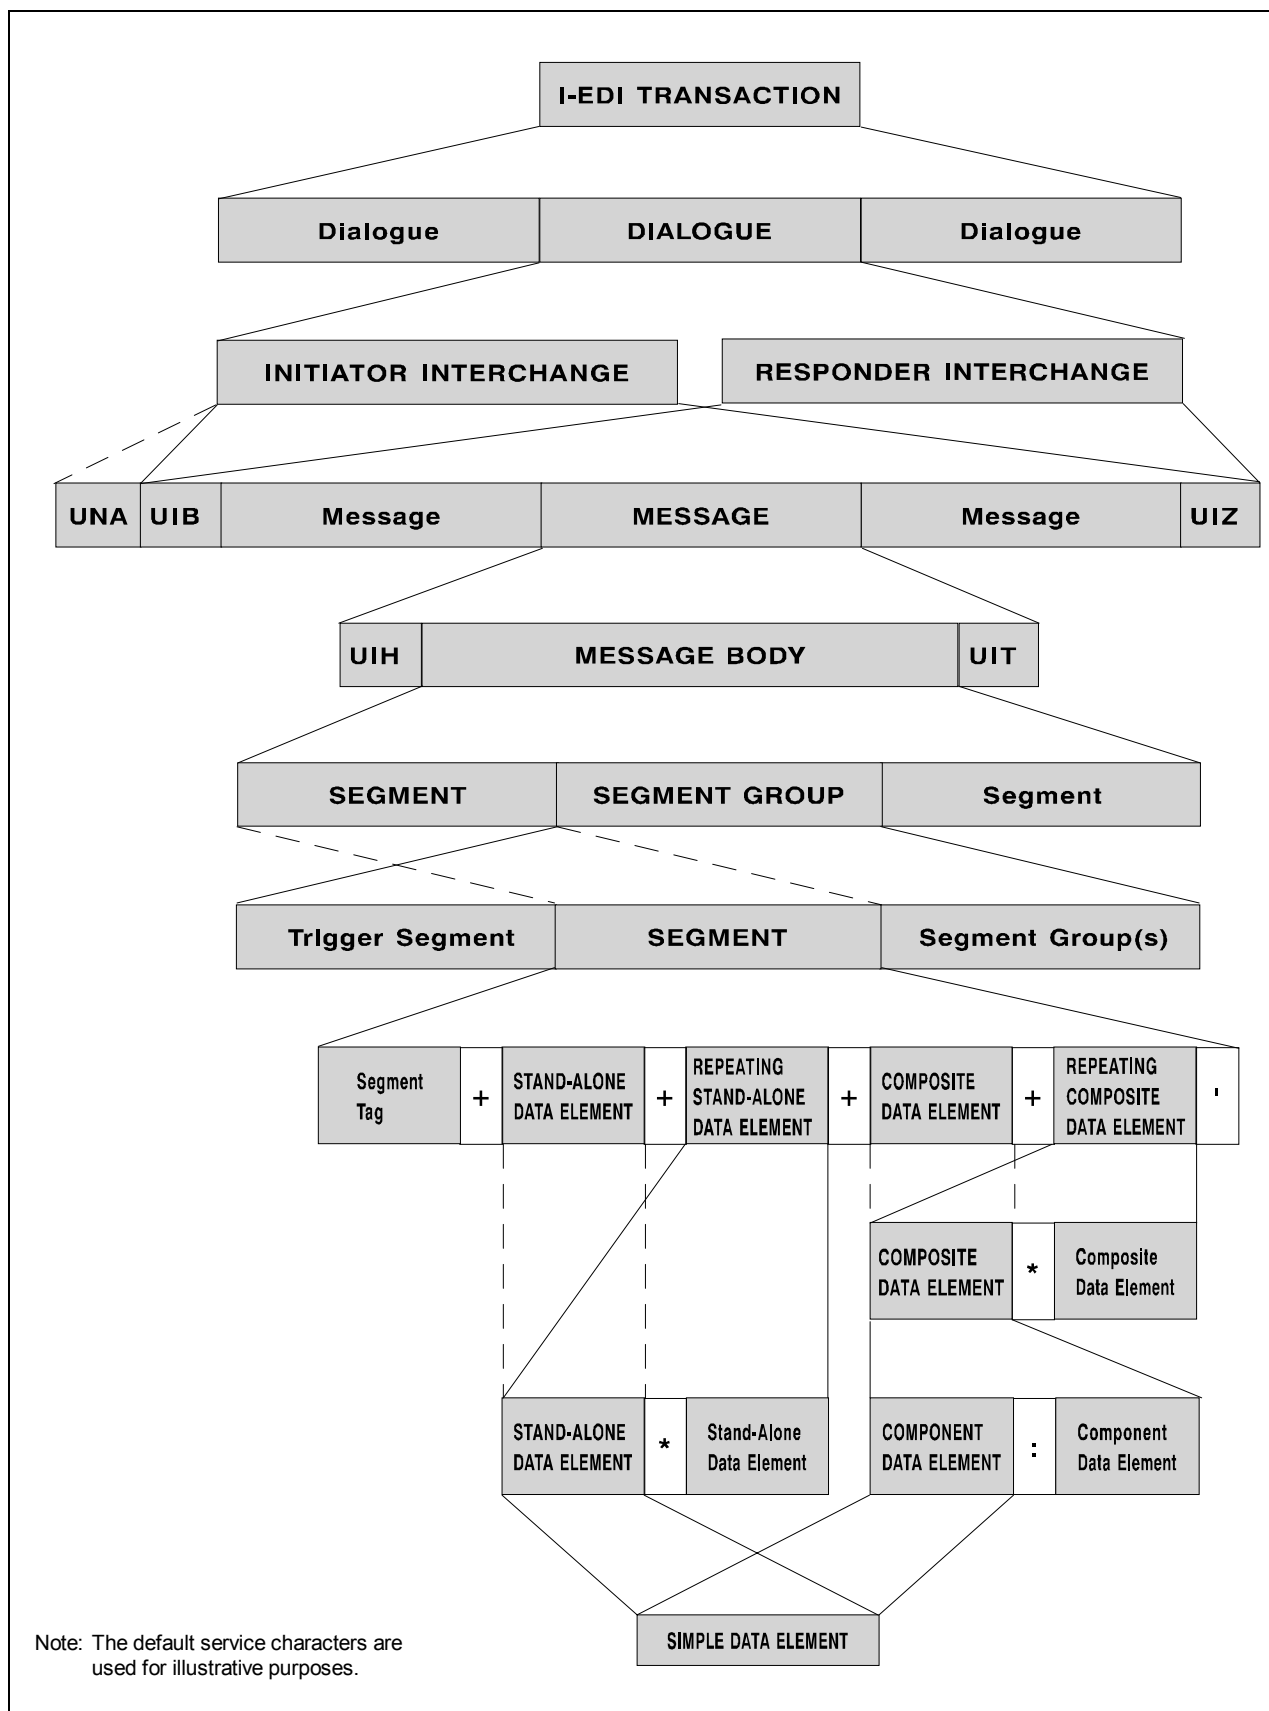 I-EDI TRANSACTION
Dialogue DIALOGUE Dialogue
INITIATOR INTERCHANGE RESPONDER INTERCHANGE
UNA UIB Message MESSAGE Message UIZ
UIH MESSAGE BODY UIT
SEGMENT SEGMENT GROUP Segment
TrIgger Segment SEGMENT Segment Group(s)
Segment
Tag
+
STAND-ALONE
DATA ELEMENT
+
REPEATING
STAND-ALONE
DATA ELEMENT
+
COMPOSITE
DATA ELEMENT
+
REPEATING
COMPOSITE
DATA ELEMENT
'
COMPOSITE
DATA ELEMENT
*
Composite
Data Element
STAND-ALONE
DATA ELEMENT
*
Stand-Alone
Data Element
COMPONENT
DATA ELEMENT
:
Component
Data Element
SIMPLE DATA ELEMENT
Note: The default service characters are
used for illustrative purposes.